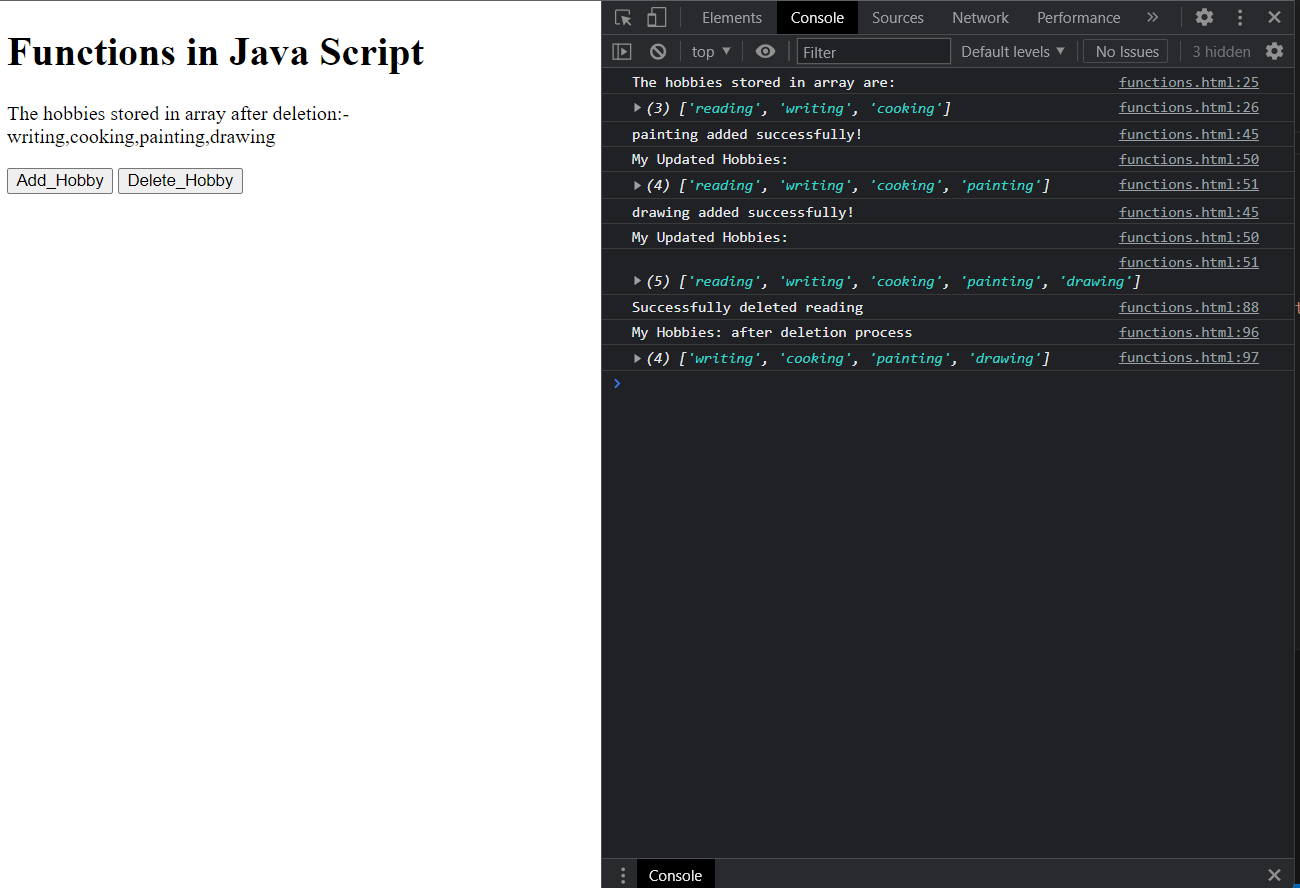 Functions in Java Script
The hobbies stored in array after deletion:-
writing,cooking,painting,drawing
Add_Hobby Delete_Hobby
Elements Console Sources Network Performance
top Filter Default levels No Issues 3 hidden
The hobbies stored in array are: functions.html:25
(3) ['reading', 'writing', 'cooking'] functions.html:26
painting added successfully! functions.html:45
My Updated Hobbies: functions.html:50
(4) ['reading', 'writing', 'cooking', 'painting'] functions.html:51
drawing added successfully! functions.html:45
My Updated Hobbies: functions.html:50
functions.html:51
(5) ['reading', 'writing', 'cooking', 'painting', 'drawing']
Successfully deleted reading functions.html:88
My Hobbies: after deletion process functions.html:96
(4) ['writing', 'cooking', 'painting', 'drawing'] functions.html:97
Console